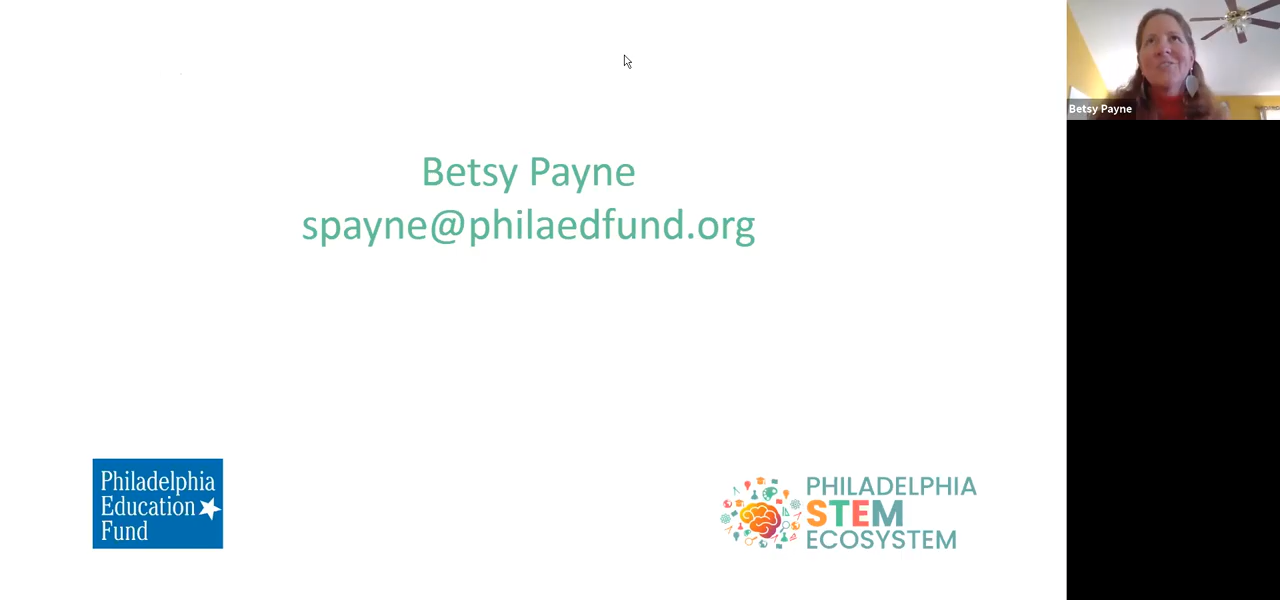 Betsy Payne
spayne@philaedfund.org
Betsy Payne
Philadelphia
Education
Fund
PHILADELPHIA
STEM
ECOSYSTEM